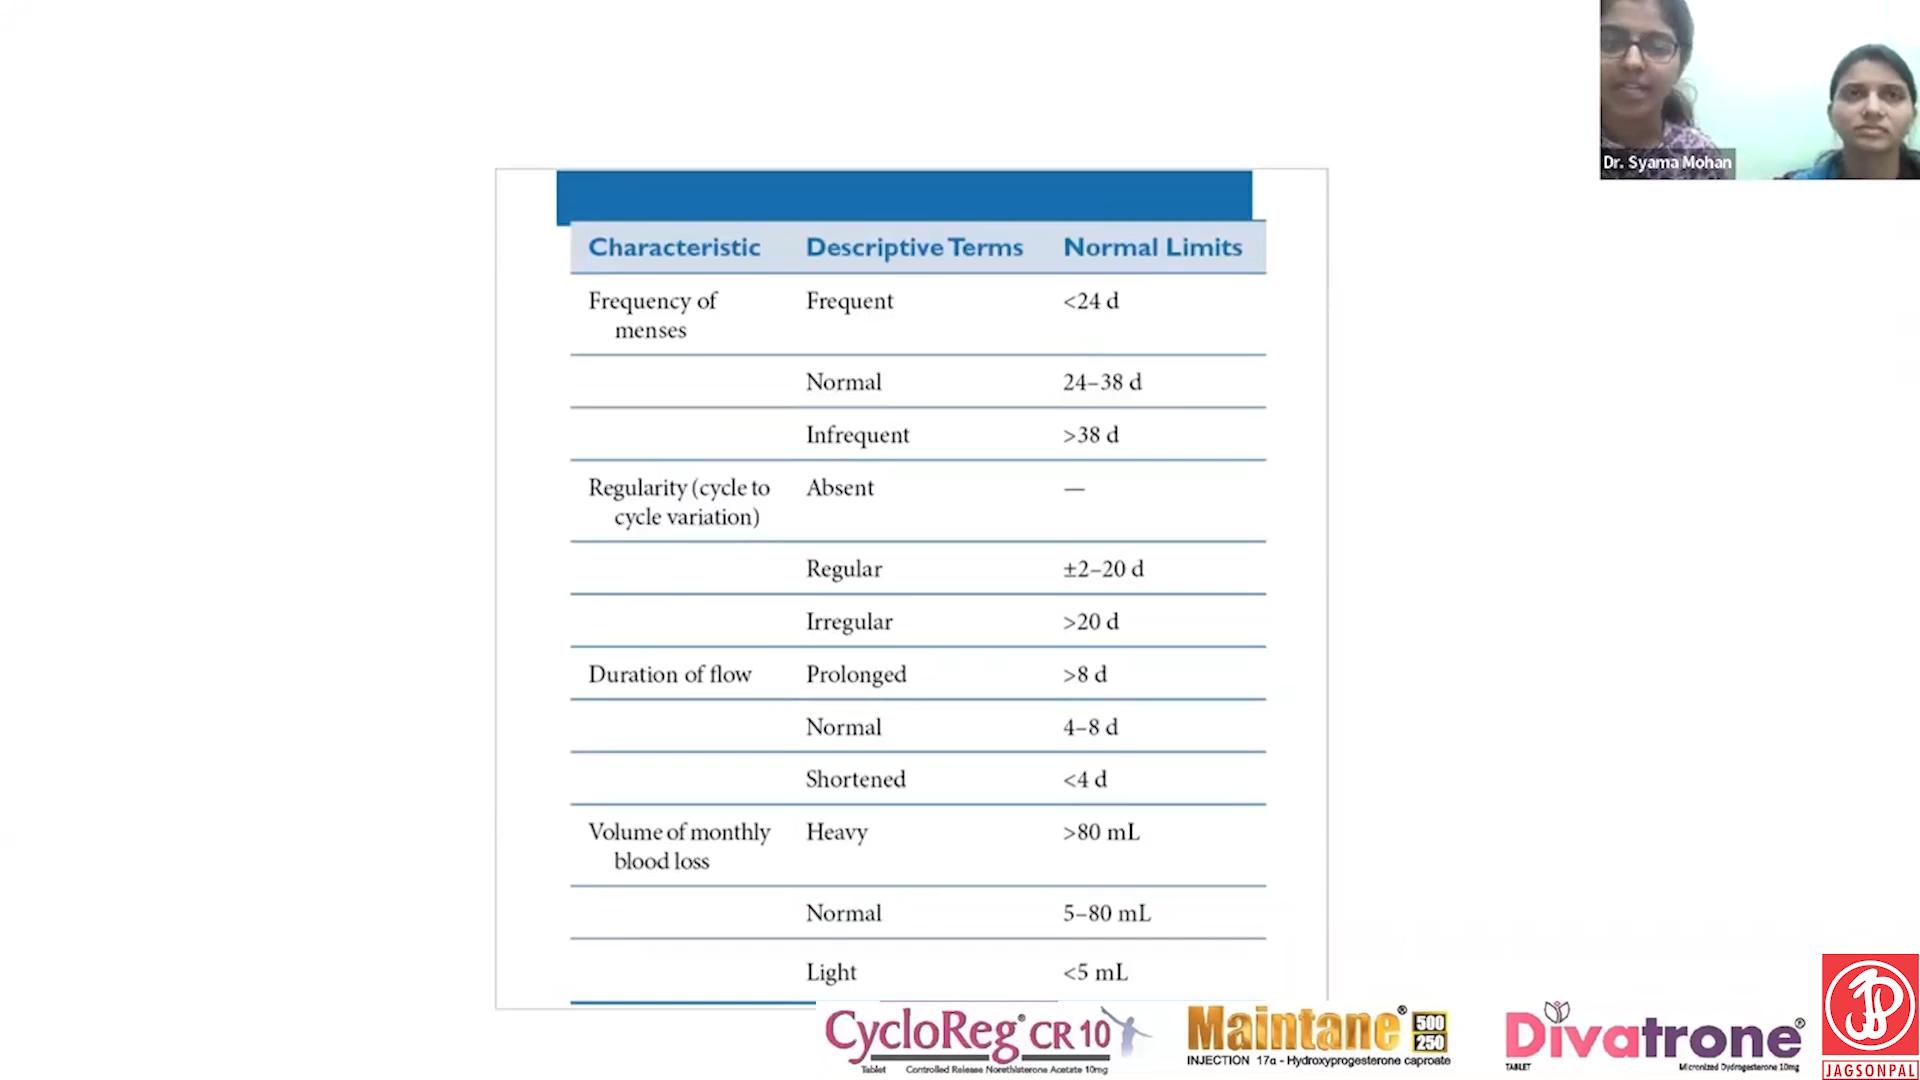 Dr. Syama Mohan
Characteristic Descriptive Terms Normal Limits
Frequency of Frequent <24 d
menses
Normal 24–38 d
Infrequent >38 d
Regularity (cycle to Absent —
cycle variation)
Regular ±2–20 d
Irregular >20 d
Duration of flow Prolonged >8 d
Normal 4–8 d
Shortened <4 d
Volume of monthly Heavy >80 mL
blood loss
Normal 5–80 mL
Light <5 mL
CycloReg® CR 10
Tablet Controlled Release Norethisterone Acetate 10mg
Maintane® 500 250
INJECTION 17α - Hydroxyprogesterone caproate
Divatrone®
TABLET Micronized Dydrogesterone 10mg
JAGSONPAL